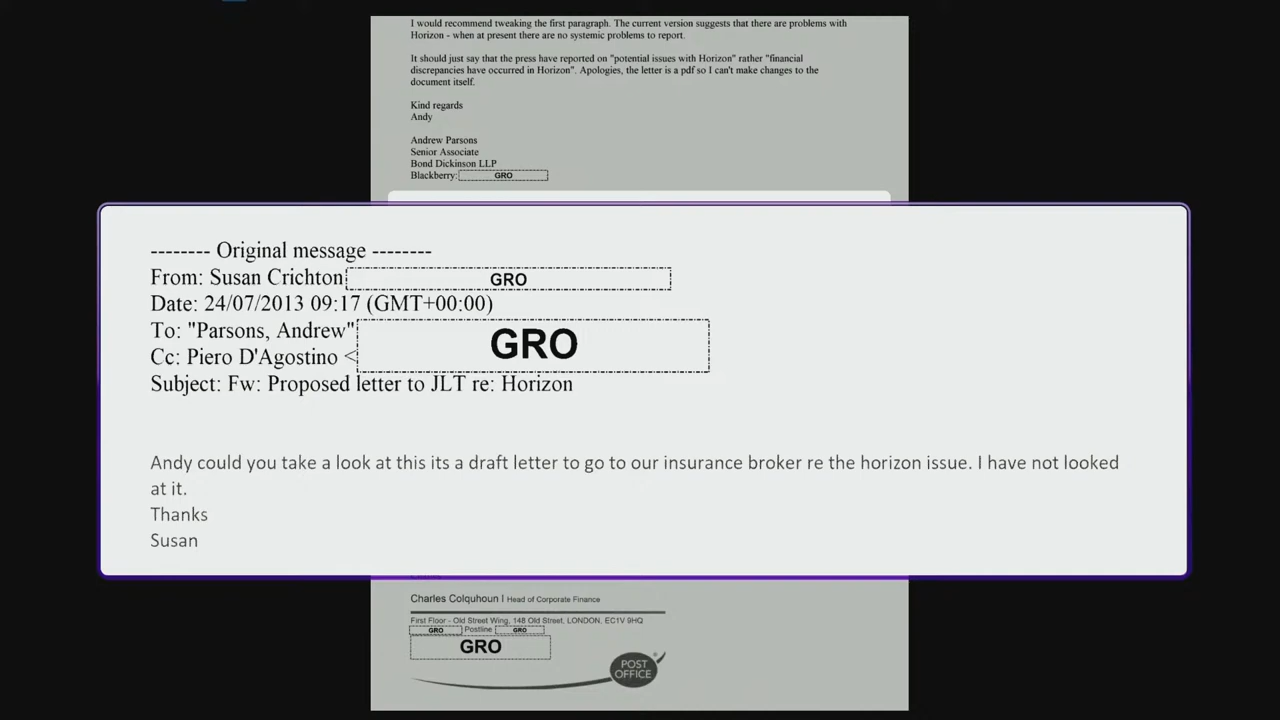 I would recommend tweaking the first paragraph. The current version suggests that there are problems with
Horizon - when at present there are no systemic problems to report.
It should just say that the press have reported on "potential issues with Horizon" rather "financial
discrepancies have occurred in Horizon". Apologies, the letter is a pdf so I can't make changes to the
document itself.
Kind regards
Andy
Andrew Parsons
Senior Associate
Bond Dickinson LLP
Blackberry: GRO
-------- Original message --------
From: Susan Crichton GRO
Date: 24/07/2013 09:17 (GMT+00:00)
To: "Parsons, Andrew"
GRO
Cc: Piero D'Agostino <
Subject: Fw: Proposed letter to JLT re: Horizon
Andy could you take a look at this its a draft letter to go to our insurance broker re the horizon issue. I have not looked
at it.
Thanks
Susan
Charles Colquhoun I Head of Corporate Finance
First Floor - Old Street Wing, 148 Old Street, LONDON, EC1V 9HQ
GRO Postline GRO
GRO
POST
OFFICE